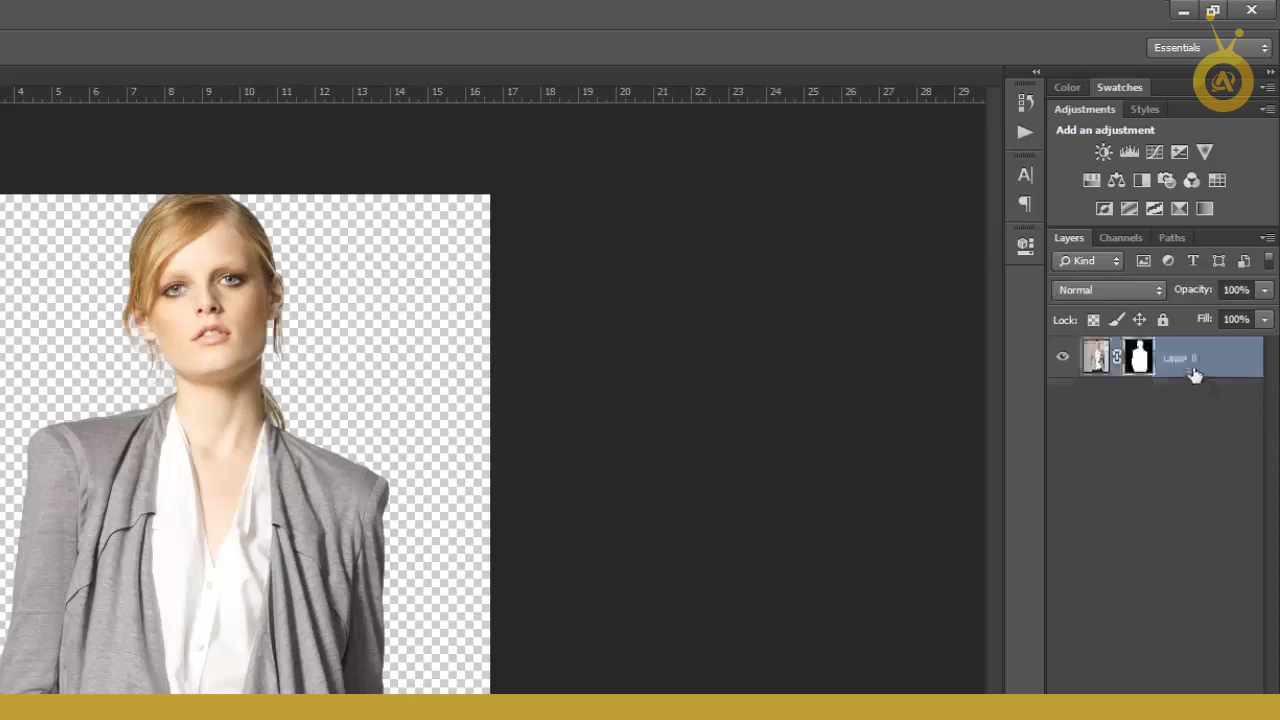 Essentials
4 5 6 7 8 9 10 11 12 13 14 15 16 17 18 19 20 21 22 23 24 25 26 27 28 29
Color Swatches
Adjustments Styles
Add an adjustment
Layers Channels Paths
Kind T
Normal Opacity: 100%
Lock: Fill: 100%
Layer 0